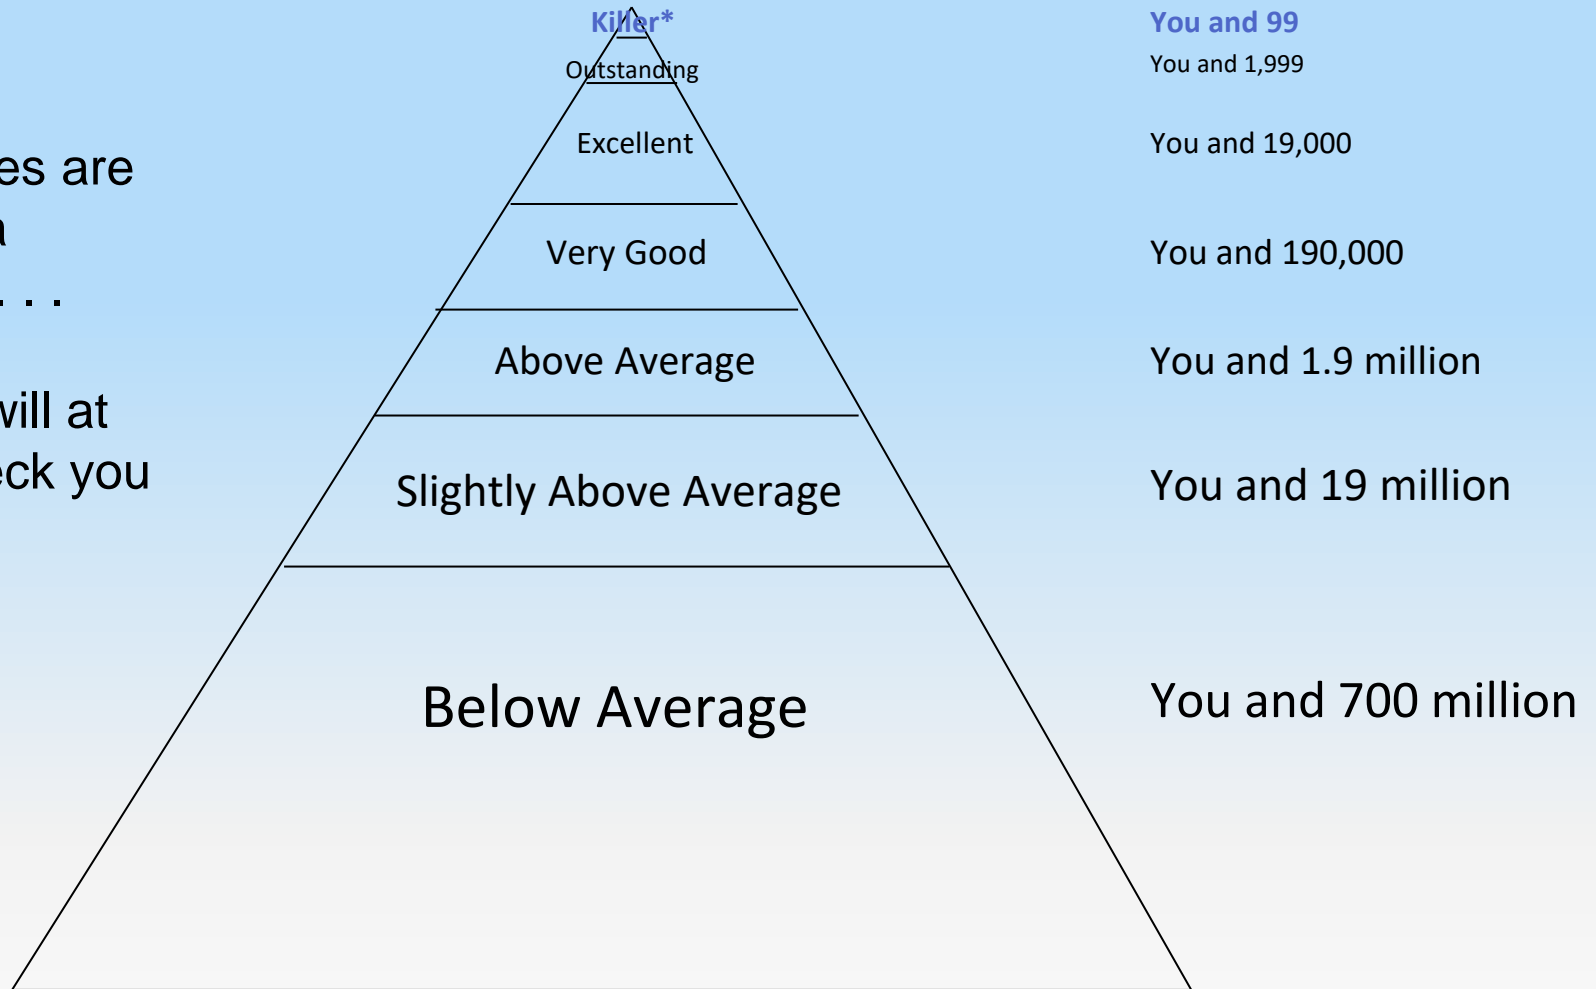 Killer* You and 99
Outstanding You and 1,999
Excellent You and 19,000
es are
a
Very Good You and 190,000
. . .
Above Average You and 1.9 million
will at
eck you
Slightly Above Average You and 19 million
Below Average You and 700 million